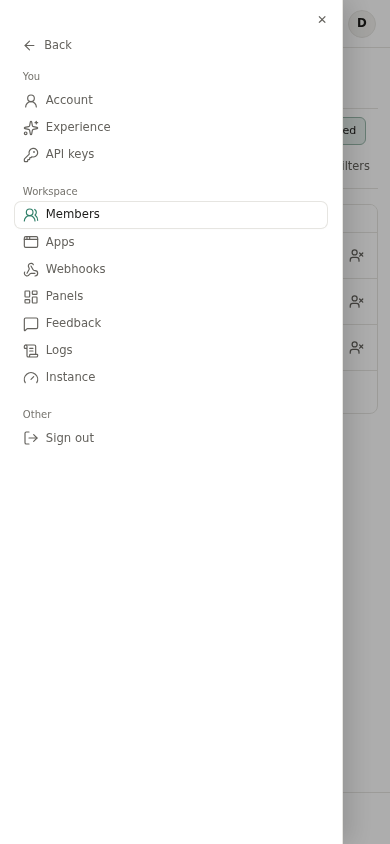 D
Back
You
Account
Experience
ed
API keys
ilters
Workspace
Members
Apps
Webhooks
Panels
Feedback
Logs
Instance
Other
Sign out